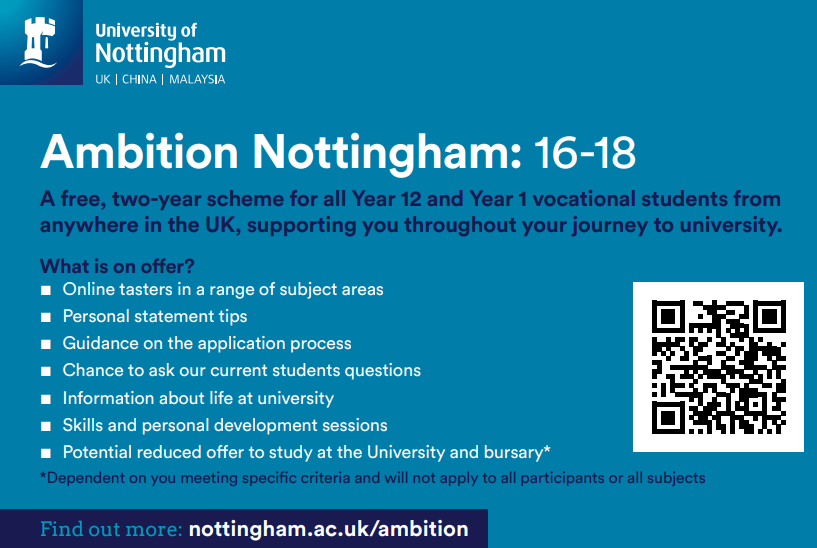 University of
Nottingham
UK | CHINA | MALAYSIA
Ambition Nottingham: 16-18
A free, two-year scheme for all Year 12 and Year 1 vocational students from
anywhere in the UK, supporting you throughout your journey to university.
What is on offer?
■ Online tasters in a range of subject areas
■ Personal statement tips
■ Guidance on the application process
■ Chance to ask our current students questions
■ Information about life at university
■ Skills and personal development sessions
■ Potential reduced offer to study at the University and bursary*
*Dependent on you meeting specific criteria and will not apply to all participants or all subjects
Find out more: nottingham.ac.uk/ambition